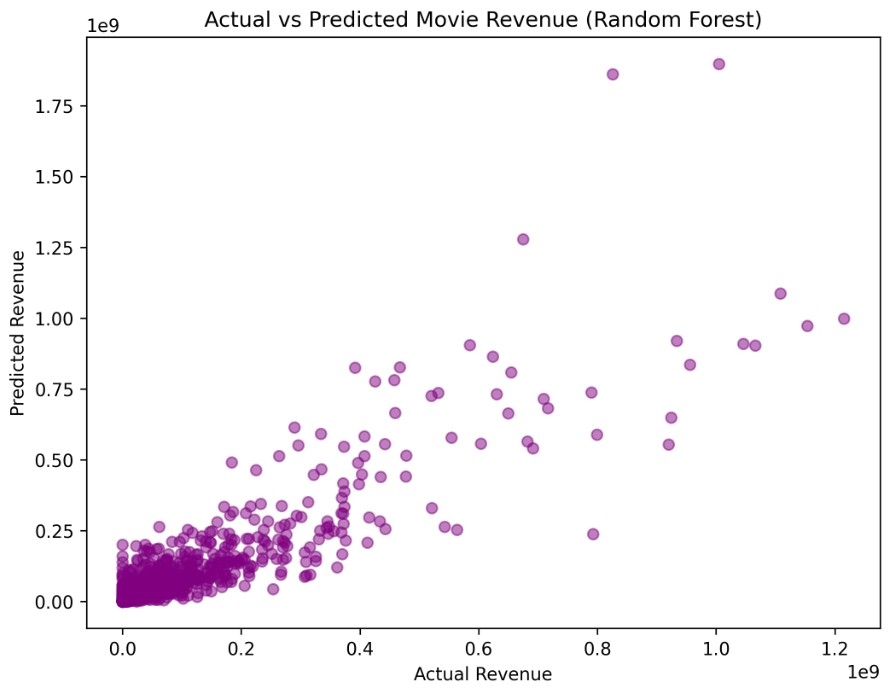 Actual vs Predicted Movie Revenue (Random Forest)
1e9
1.75
1.50
1.25
1.00
0.75
0.50
0.25
0.00
Predicted Revenue
0.0 0.2 0.4 0.6 0.8 1.0 1.2
1e9
Actual Revenue